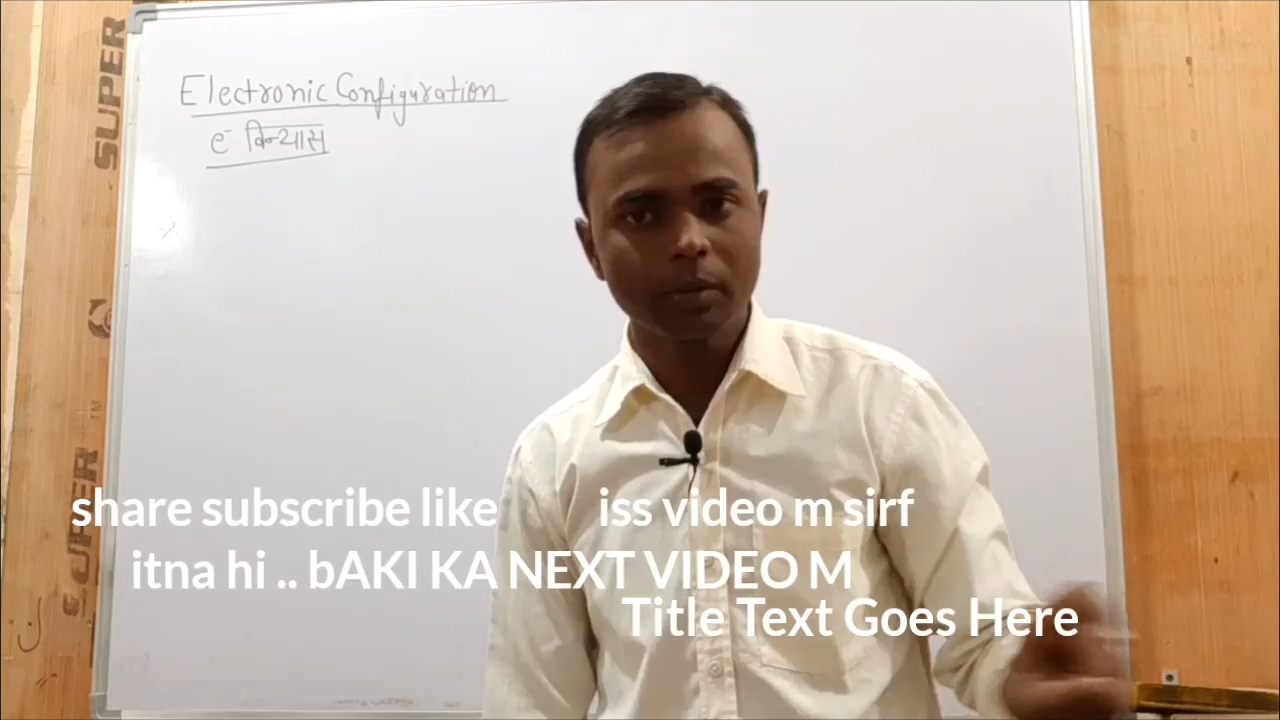 Electronic Configuration
e⁻ विन्यास
SUPER
SUPER
TM
share subscribe like iss video m sirf
itna hi .. bAKI KA NEXT VIDEO M
Title Text Goes Here